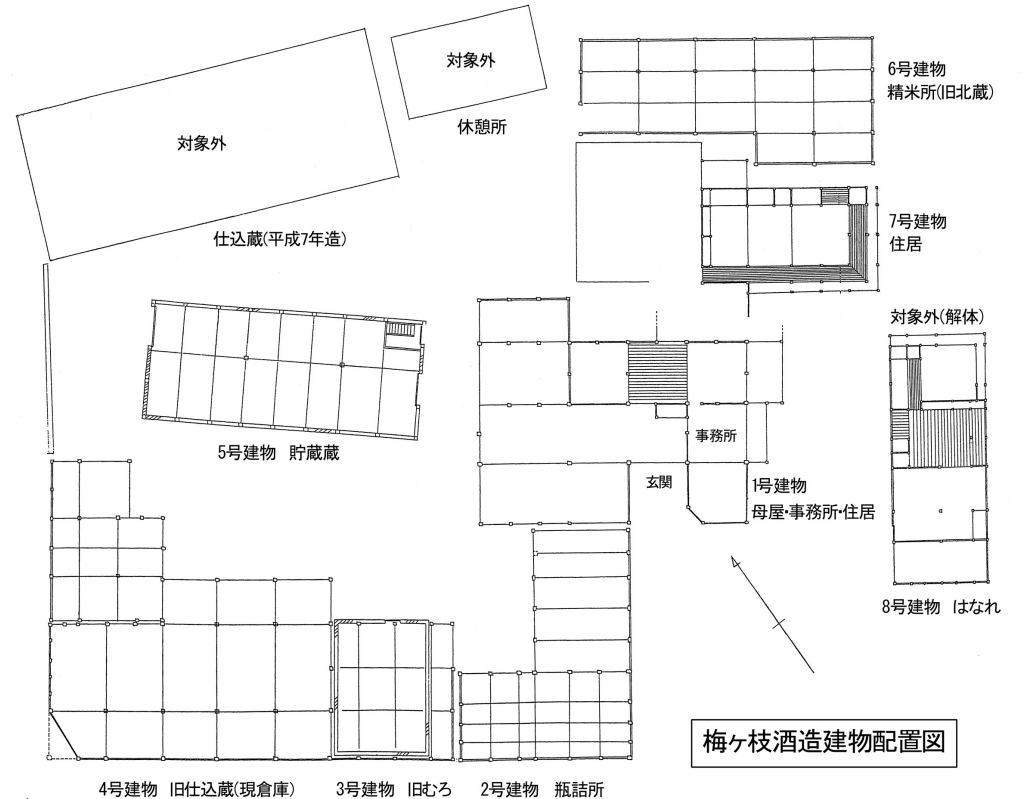 対象外
対象外
休憩所
仕込蔵(平成7年造)
6号建物
精米所(旧北蔵)
7号建物
住居
対象外(解体)
5号建物　貯蔵蔵
事務所
玄関
1号建物
母屋・事務所・住居
8号建物　はなれ
梅ヶ枝酒造建物配置図
4号建物　旧仕込蔵(現倉庫)
3号建物　旧むろ
2号建物　瓶詰所